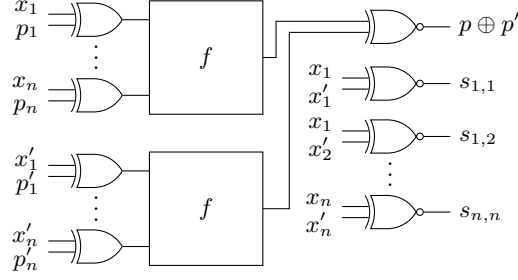 x₁
p₁
⋮
xₙ
pₙ
f
x′₁
p′₁
⋮
x′ₙ
p′ₙ
f
p ⊕ p′
x₁
x′₁
s₁,₁
x₁
x′₂
s₁,₂
⋮
xₙ
x′ₙ
sₙ,ₙ